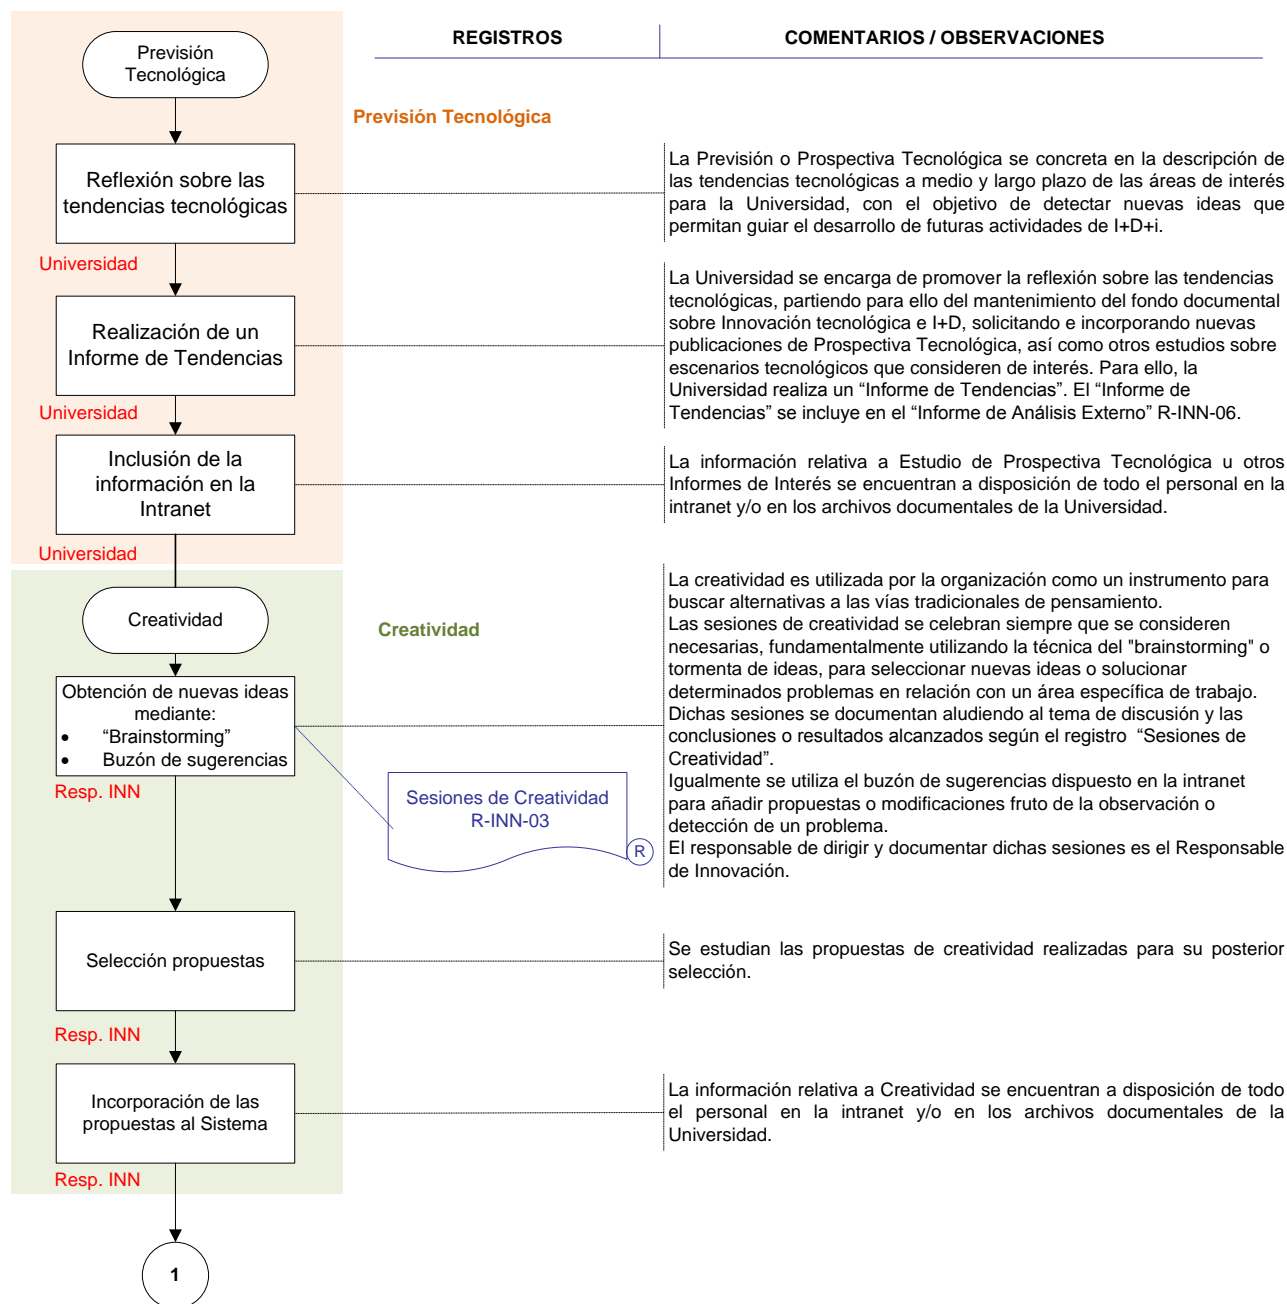 REGISTROS
COMENTARIOS / OBSERVACIONES
Previsión
Tecnológica
Previsión Tecnológica
Reflexión sobre las
tendencias tecnológicas
La Previsión o Prospectiva Tecnológica se concreta en la descripción de
las tendencias tecnológicas a medio y largo plazo de las áreas de interés
para la Universidad, con el objetivo de detectar nuevas ideas que
permitan guiar el desarrollo de futuras actividades de I+D+i.
Universidad
Realización de un
Informe de Tendencias
La Universidad se encarga de promover la reflexión sobre las tendencias
tecnológicas, partiendo para ello del mantenimiento del fondo documental
sobre Innovación tecnológica e I+D, solicitando e incorporando nuevas
publicaciones de Prospectiva Tecnológica, así como otros estudios sobre
escenarios tecnológicos que consideren de interés. Para ello, la
Universidad realiza un “Informe de Tendencias”. El “Informe de
Tendencias” se incluye en el “Informe de Análisis Externo” R-INN-06.
Universidad
Inclusión de la
información en la
Intranet
La información relativa a Estudio de Prospectiva Tecnológica u otros
Informes de Interés se encuentran a disposición de todo el personal en la
intranet y/o en los archivos documentales de la Universidad.
Universidad
Creatividad
Creatividad
La creatividad es utilizada por la organización como un instrumento para
buscar alternativas a las vías tradicionales de pensamiento.
Las sesiones de creatividad se celebran siempre que se consideren
necesarias, fundamentalmente utilizando la técnica del "brainstorming" o
tormenta de ideas, para seleccionar nuevas ideas o solucionar
determinados problemas en relación con un área específica de trabajo.
Dichas sesiones se documentan aludiendo al tema de discusión y las
conclusiones o resultados alcanzados según el registro “Sesiones de
Creatividad”.
Igualmente se utiliza el buzón de sugerencias dispuesto en la intranet
para añadir propuestas o modificaciones fruto de la observación o
detección de un problema.
El responsable de dirigir y documentar dichas sesiones es el Responsable
de Innovación.
Obtención de nuevas ideas
mediante:
• “Brainstorming”
• Buzón de sugerencias
Resp. INN
Sesiones de Creatividad
R-INN-03
R
Selección propuestas
Se estudian las propuestas de creatividad realizadas para su posterior
selección.
Resp. INN
Incorporación de las
propuestas al Sistema
La información relativa a Creatividad se encuentran a disposición de todo
el personal en la intranet y/o en los archivos documentales de la
Universidad.
Resp. INN
1